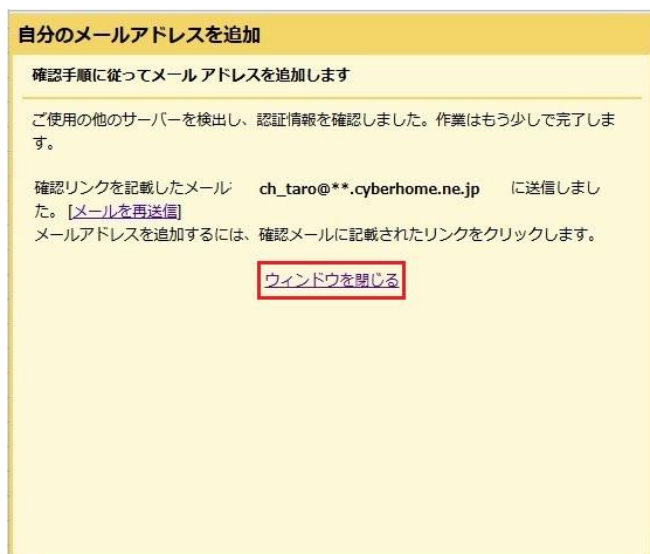 自分のメールアドレスを追加
確認手順に従ってメール アドレスを追加します
ご使用の他のサーバーを検出し、認証情報を確認しました。作業はもう少しで完了しま
す。
確認リンクを記載したメール ch_taro@**.cyberhome.ne.jp に送信しまし
た。 [メールを再送信]
メールアドレスを追加するには、確認メールに記載されたリンクをクリックします。
ウィンドウを閉じる